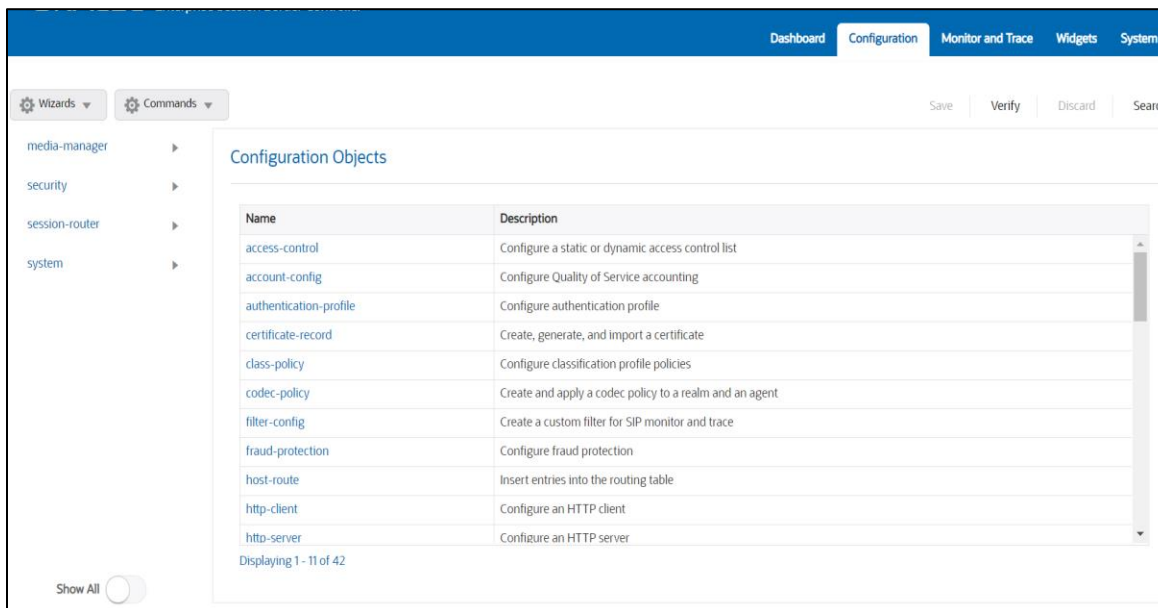 Enterprise Session Border Controller
Dashboard Configuration Monitor and Trace Widgets System
Wizards Commands Save Verify Discard
media-manager
security
session-router
system
Configuration Objects
Name Description
access-control Configure a static or dynamic access control list
account-config Configure Quality of Service accounting
authentication-profile Configure authentication profile
certificate-record Create, generate, and import a certificate
class-policy Configure classification profile policies
codec-policy Create and apply a codec policy to a realm and an agent
filter-config Create a custom filter for SIP monitor and trace
fraud-protection Configure fraud protection
host-route Insert entries into the routing table
http-client Configure an HTTP client
http-server Configure an HTTP server
Displaying 1 - 11 of 42
Show All